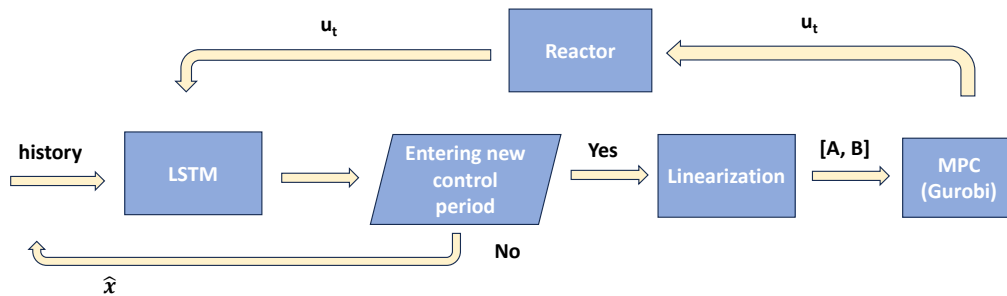 u_t
Reactor
u_t
history
LSTM
Entering new
control
period
Yes
Linearization
[A, B]
MPC
(Gurobi)
No
x̂